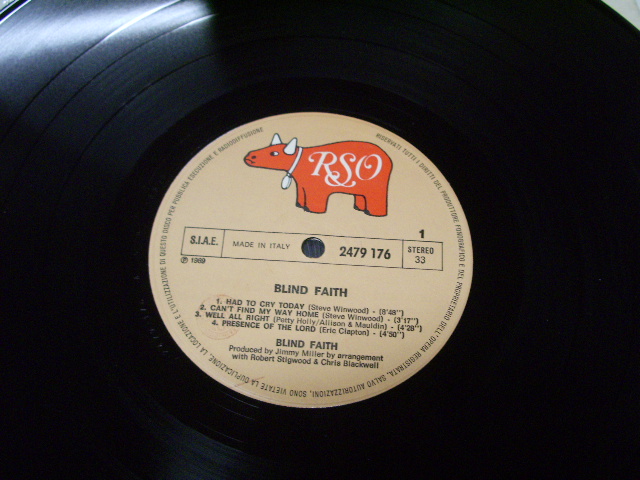 RSO
1
S.I.A.E.
MADE IN ITALY
2479 176
STEREO
33
℗ 1969
BLIND FAITH
1. HAD TO CRY TODAY (Steve Winwood) - (8'48")
2. CAN'T FIND MY WAY HOME (Steve Winwood) - (3'17")
3. WELL ALL RIGHT (Petty Holly/Allison & Mauldin) - (4'28")
4. PRESENCE OF THE LORD (Eric Clapton) - (4'50")
BLIND FAITH
Produced by Jimmy Miller by arrangement
with Robert Stigwood & Chris Blackwell
RISERVATI TUTTI I DIRITTI DEL PRODUTTORE FONOGRAFICO E DEL PROPRIETARIO DELL'OPERA REGISTRATA. SALVO AUTORIZZAZIONI, SONO VIETATE LA DUPLICAZIONE, LA LOCAZIONE E L'UTILIZZAZIONE DI QUESTO DISCO PER PUBBLICA ESECUZIONE E RADIODIFFUSIONE